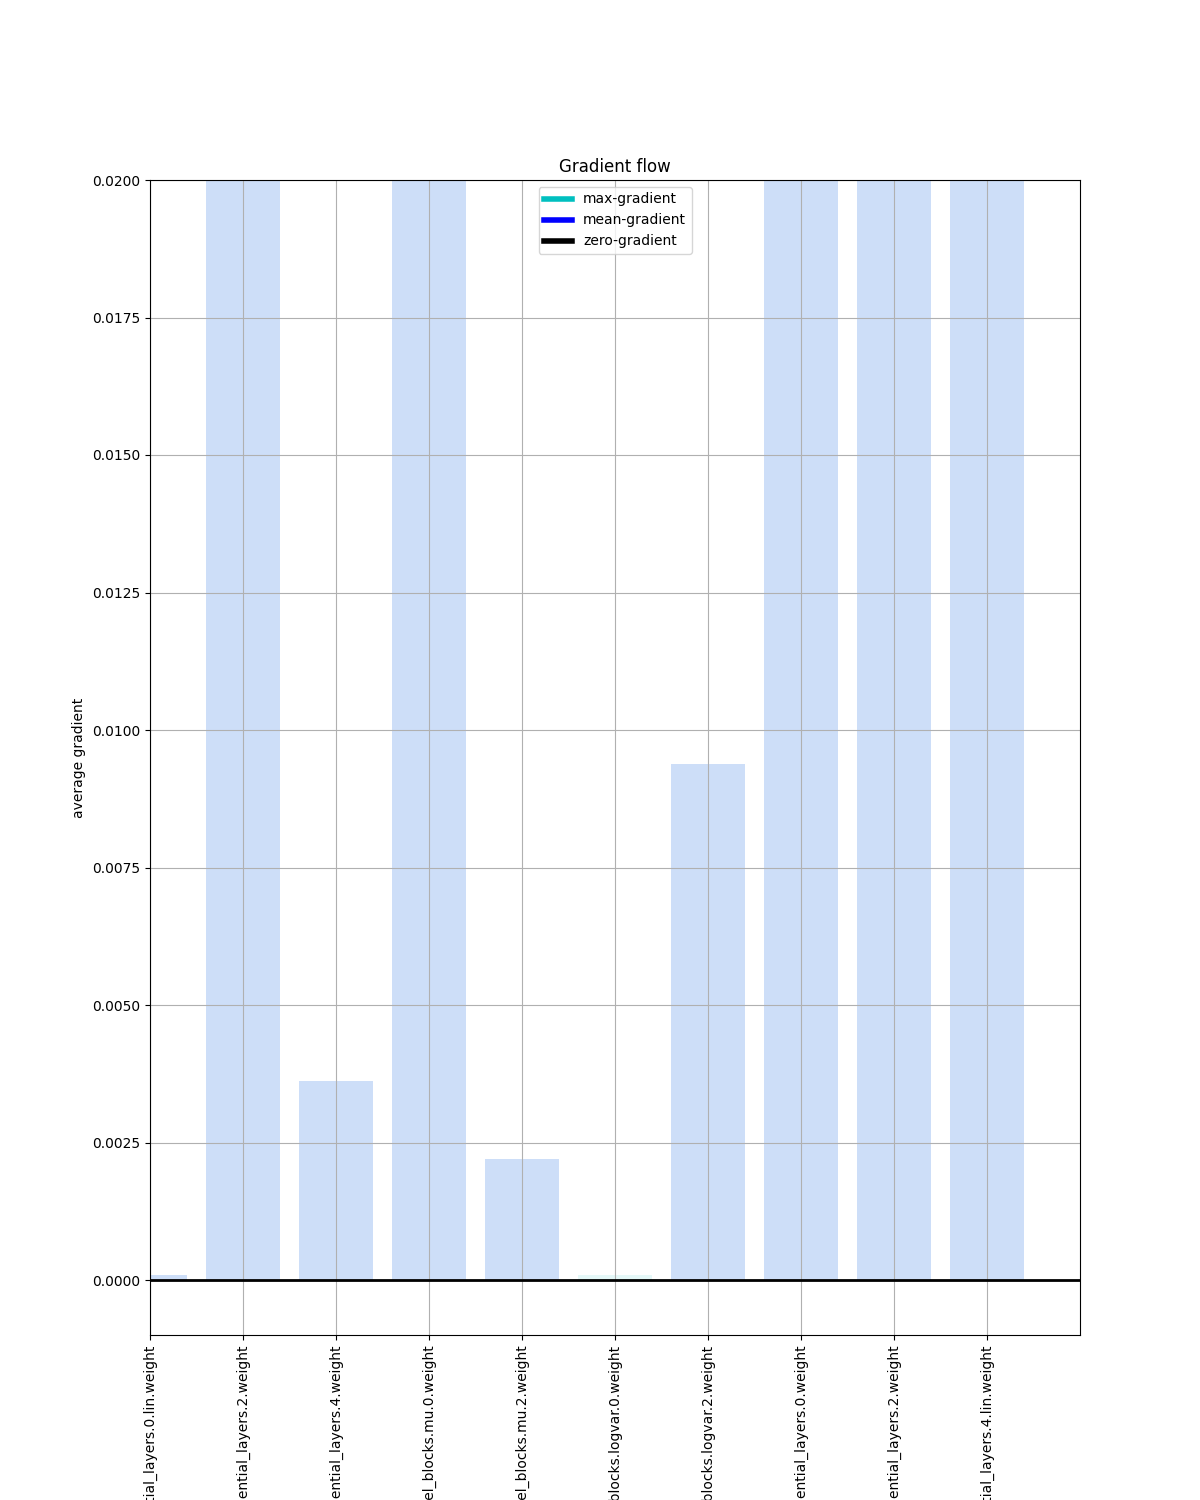 Gradient flow
max-gradient
mean-gradient
zero-gradient
0.0200
0.0175
0.0150
0.0125
0.0100
0.0075
0.0050
0.0025
0.0000
average gradient
tial_layers.0.lin.weight
ential_layers.2.weight
ential_layers.4.weight
el_blocks.mu.0.weight
el_blocks.mu.2.weight
blocks.logvar.0.weight
blocks.logvar.2.weight
ential_layers.0.weight
ential_layers.2.weight
tial_layers.4.lin.weight